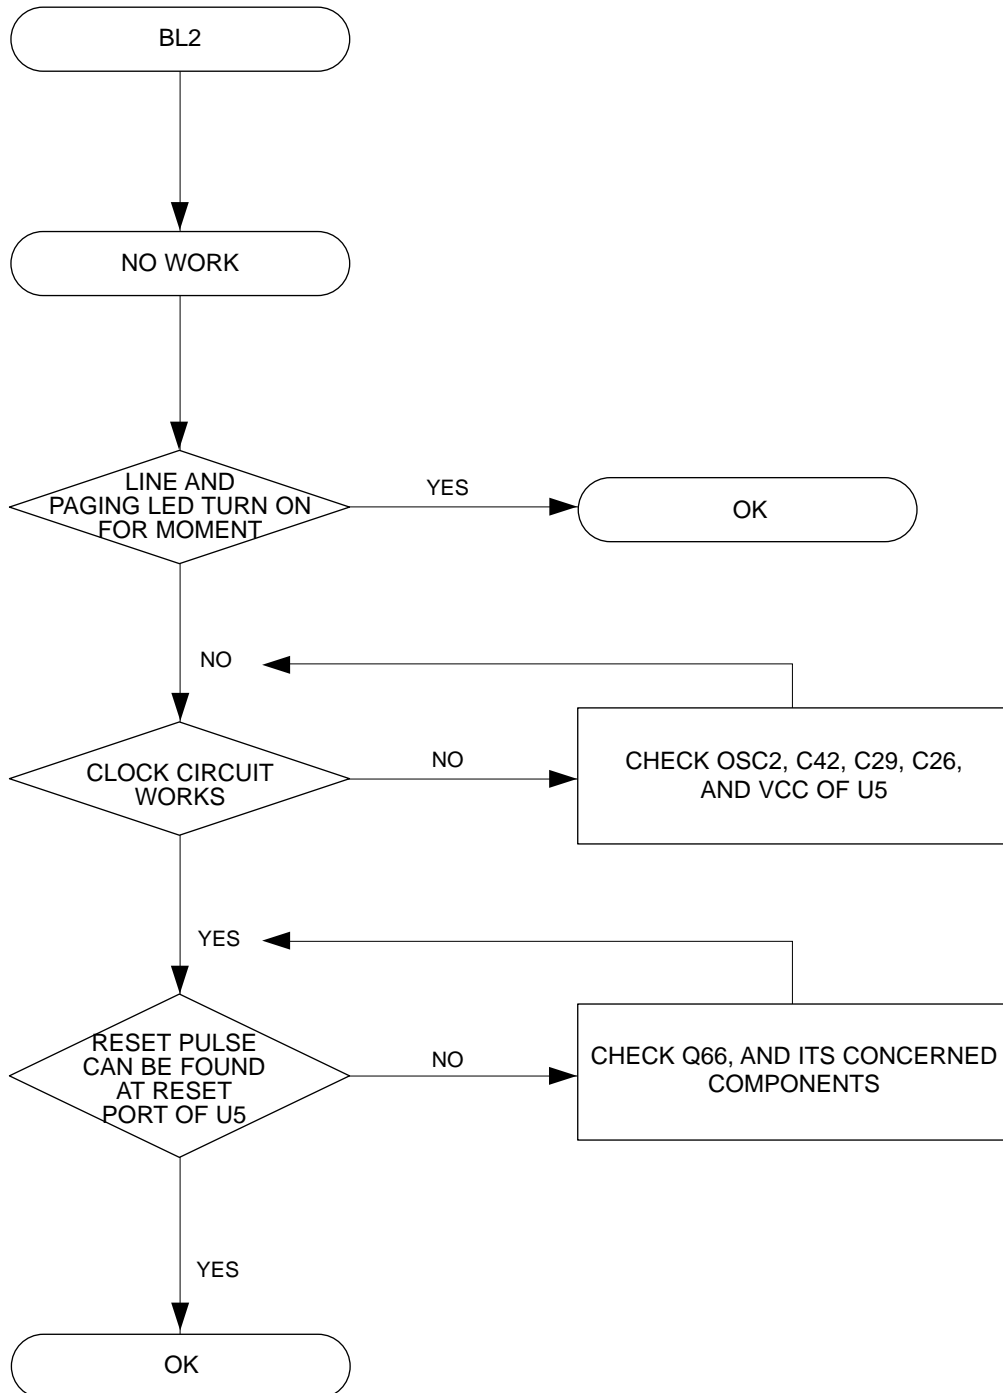 BL2
NO WORK
LINE AND
PAGING LED TURN ON
FOR MOMENT
YES
OK
NO
CLOCK CIRCUIT
WORKS
NO
CHECK OSC2, C42, C29, C26,
AND VCC OF U5
YES
RESET PULSE
CAN BE FOUND
AT RESET
PORT OF U5
NO
CHECK Q66, AND ITS CONCERNED
COMPONENTS
YES
OK